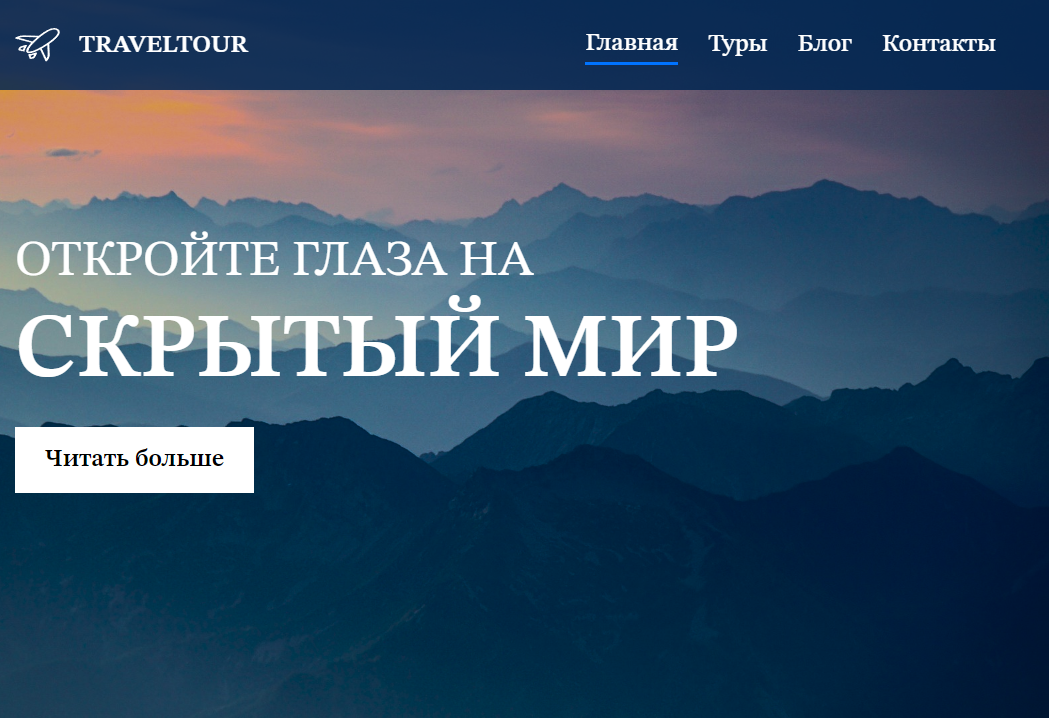 TRAVELTOUR
Главная Туры Блог Контакты
ОТКРОЙТЕ ГЛАЗА НА
СКРЫТЫЙ МИР
Читать больше